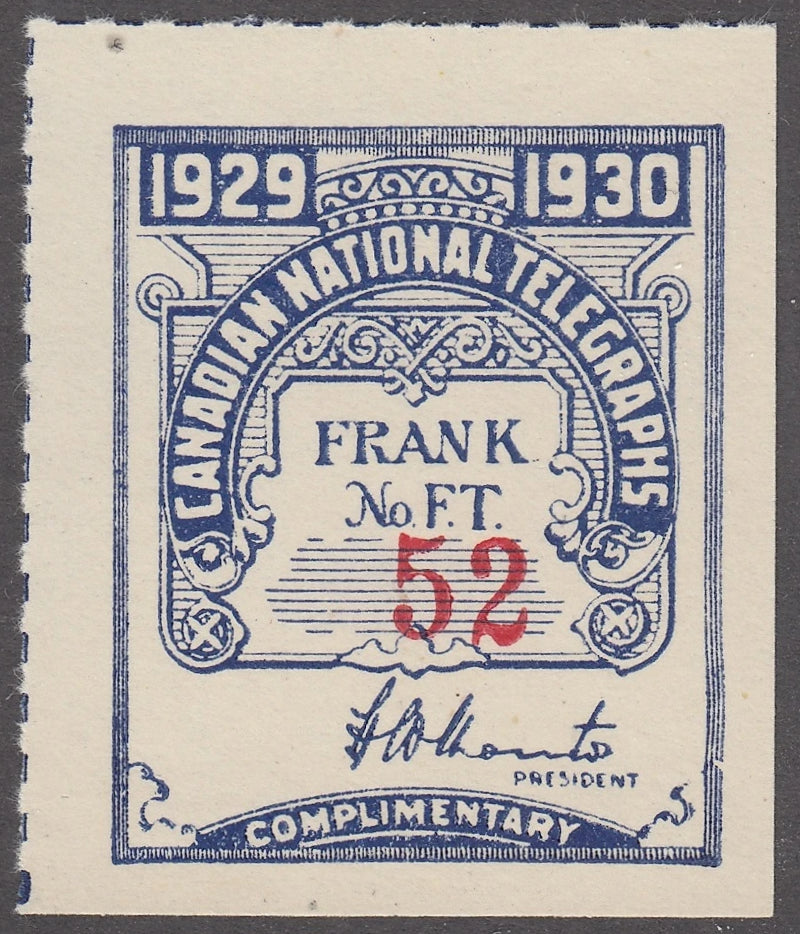 1929 1930
CANADIAN NATIONAL TELEGRAPHS
FRANK
No. F.T.
52
PRESIDENT
COMPLIMENTARY